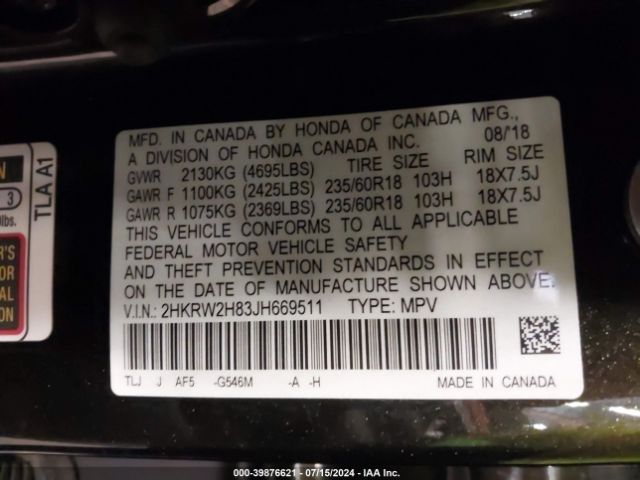 MFD. IN CANADA BY HONDA OF CANADA MFG.,
A DIVISION OF HONDA CANADA INC. 08/'18
GVWR 2130KG (4695LBS) TIRE SIZE RIM SIZE
GAWR F 1100KG (2425LBS) 235/60R18 103H 18X7.5J
GAWR R 1075KG (2369LBS) 235/60R18 103H 18X7.5J
THIS VEHICLE CONFORMS TO ALL APPLICABLE
FEDERAL MOTOR VEHICLE SAFETY
AND THEFT PREVENTION STANDARDS IN EFFECT
ON THE DATE OF MANUFACTURE SHOWN ABOVE.
V.I.N.: 2HKRW2H83JH669511 TYPE: MPV
TLJ J AF5 -G546M -A -H
MADE IN CANADA
TLA A1
3
lbs.
000-39876621 - 07/15/2024 - IAA Inc.